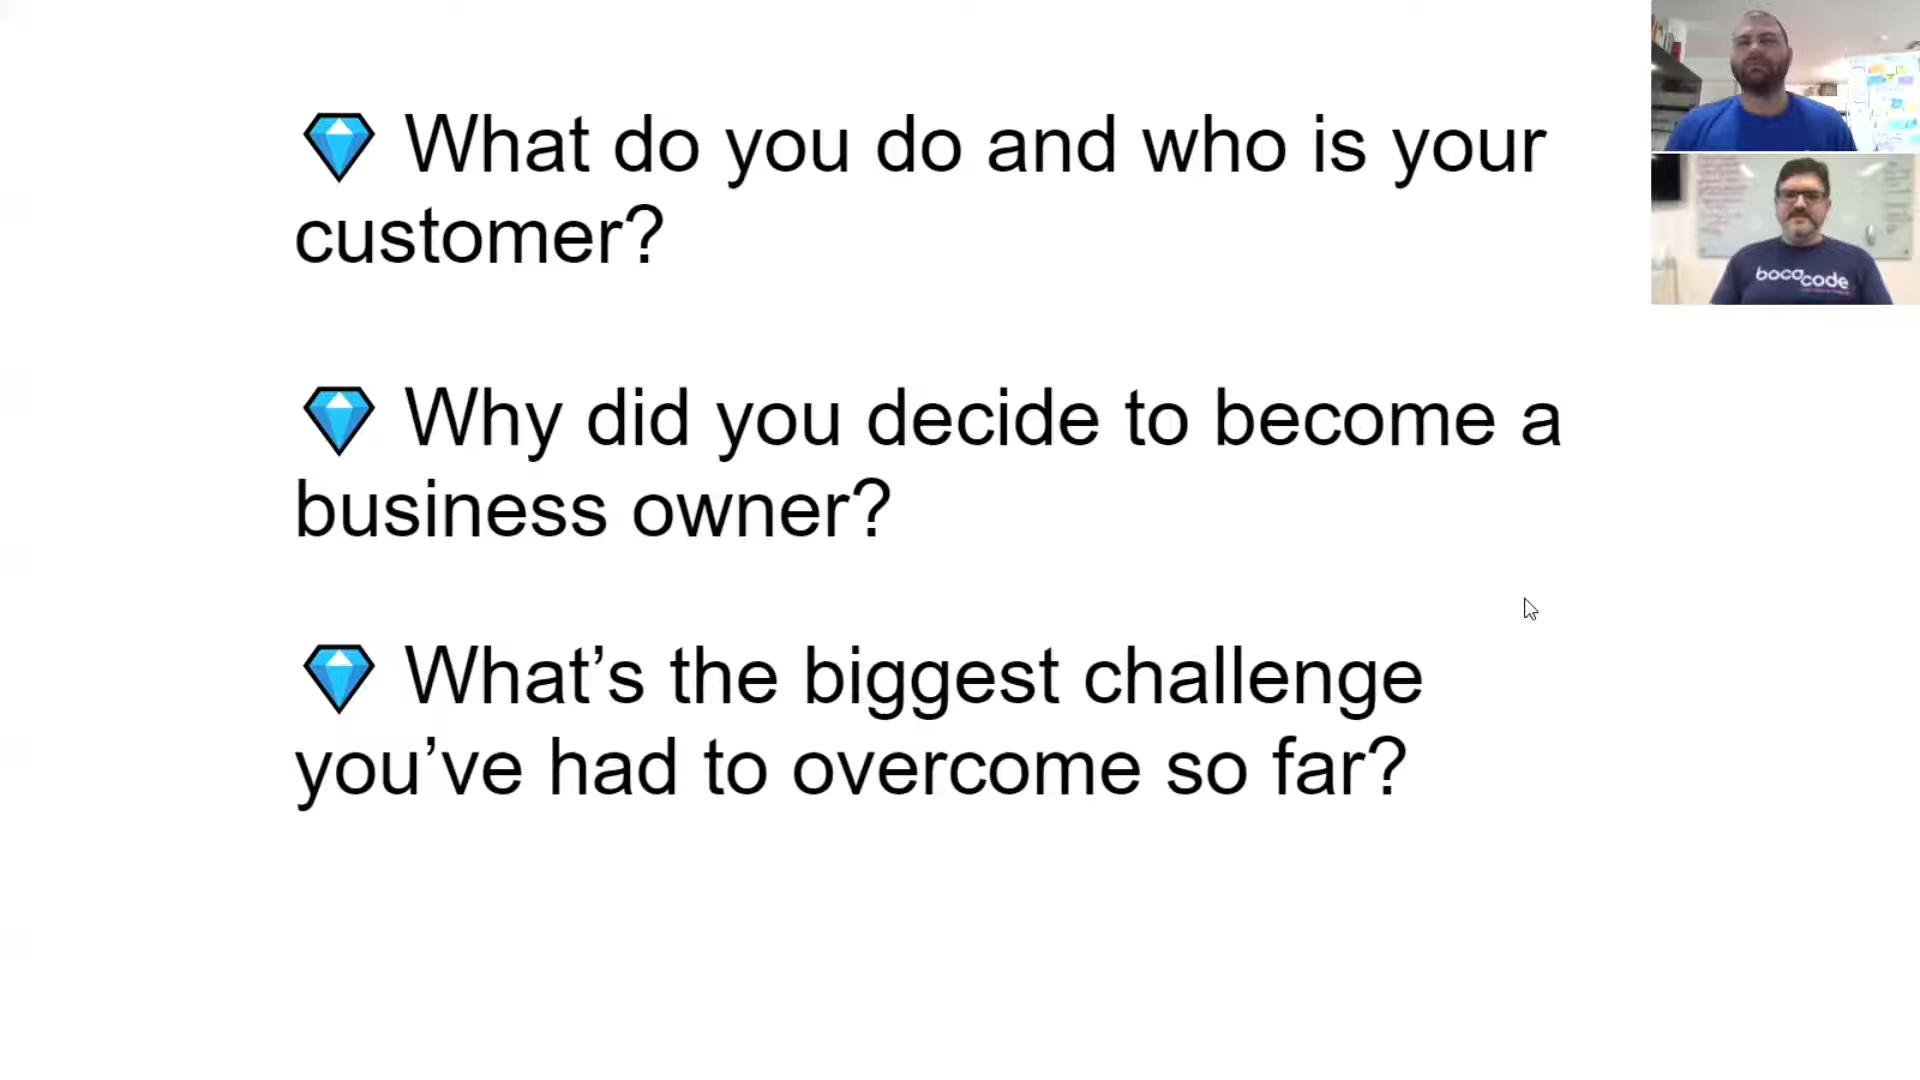 💎 What do you do and who is your
customer?
💎 Why did you decide to become a
business owner?
💎 What’s the biggest challenge
you’ve had to overcome so far?
bocacode